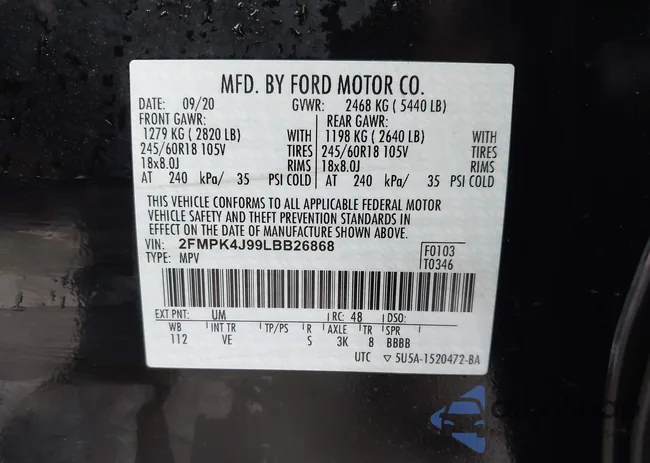 MFD. BY FORD MOTOR CO.
DATE: 09/20 GVWR: 2468 KG ( 5440 LB)
FRONT GAWR: REAR GAWR:
1279 KG ( 2820 LB) WITH 1198 KG ( 2640 LB) WITH
245/60R18 105V TIRES 245/60R18 105V TIRES
18x8.0J RIMS 18x8.0J RIMS
AT 240 kPa/ 35 PSI COLD AT 240 kPa/ 35 PSI COLD
THIS VEHICLE CONFORMS TO ALL APPLICABLE FEDERAL MOTOR
VEHICLE SAFETY AND THEFT PREVENTION STANDARDS IN
EFFECT ON THE DATE OF MANUFACTURE SHOWN ABOVE.
VIN: 2FMPK4J99LBB26868 F0103
TYPE: MPV T0346
EXT PNT: UM RC: 48 DSO:
WB INT TR TP/PS R AXLE TR SPR
112 VE S 3K 8 BBBB
UTC ▽ 5U5A-1520472-BA